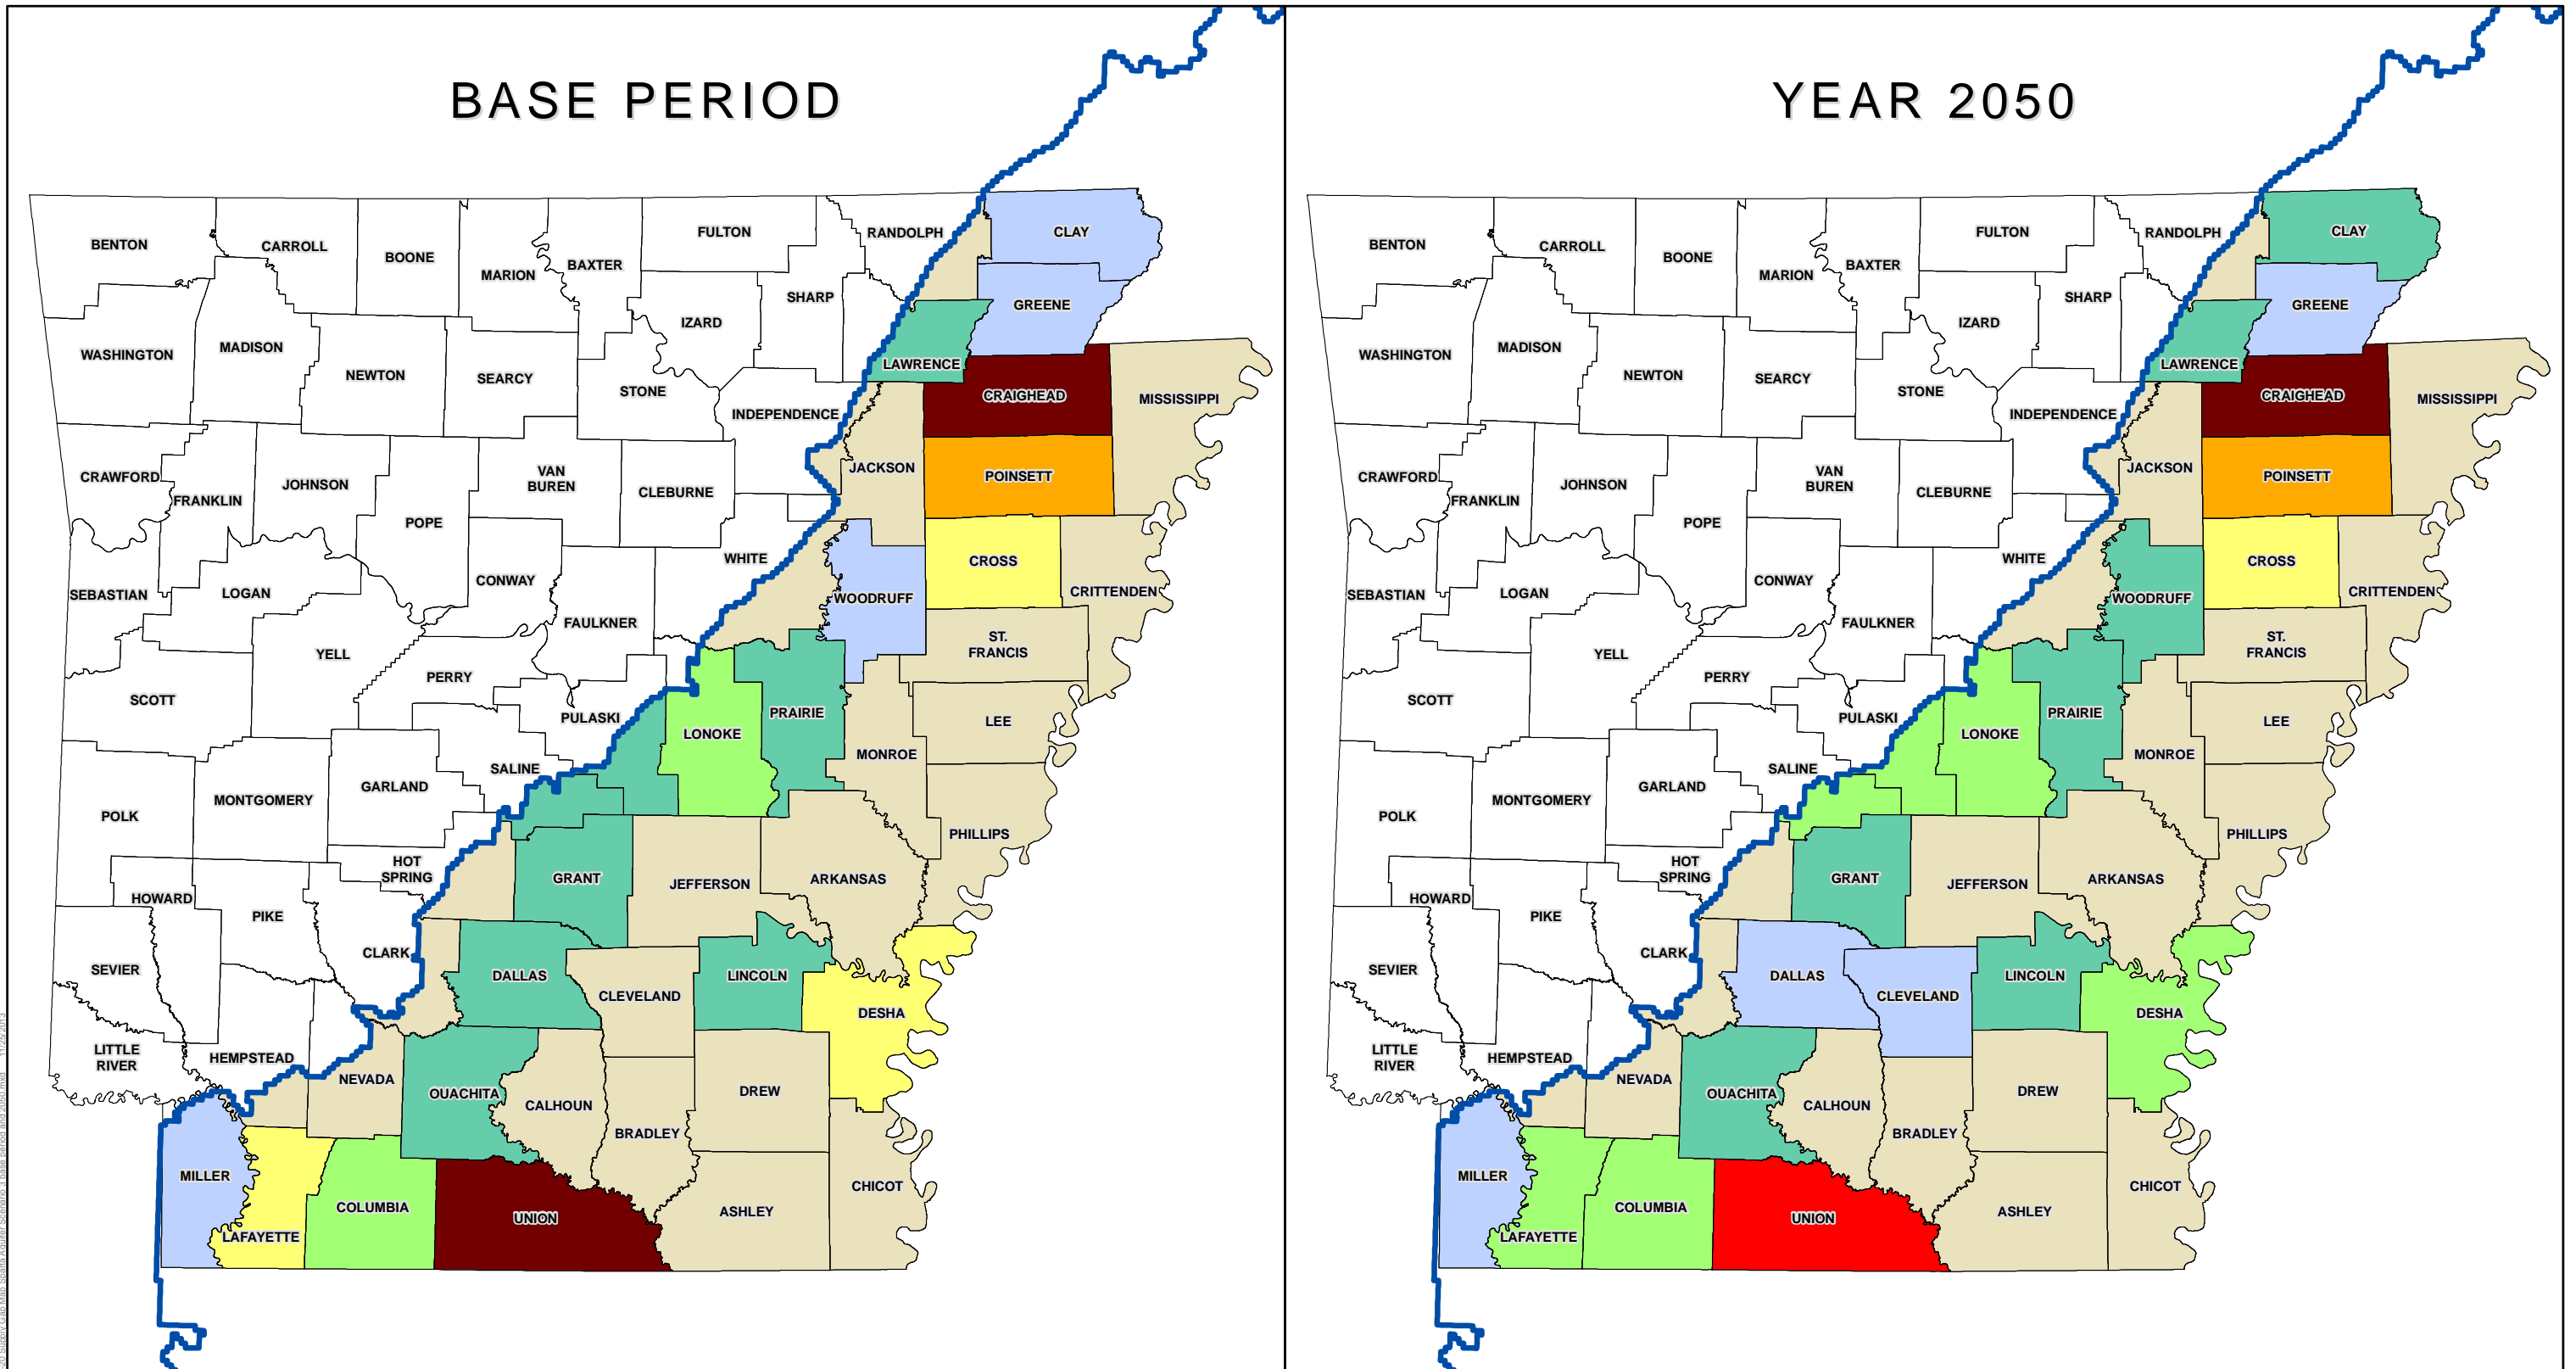 BASE PERIOD
BENTON
CARROLL
BOONE
MARION
BAXTER
FULTON
RANDOLPH
CLAY
SHARP
IZARD
GREENE
WASHINGTON
MADISON
NEWTON
SEARCY
STONE
LAWRENCE
CRAIGHEAD
MISSISSIPPI
INDEPENDENCE
CRAWFORD
FRANKLIN
JOHNSON
POPE
VAN
BUREN
CLEBURNE
JACKSON
POINSETT
SEBASTIAN
LOGAN
CONWAY
WHITE
CROSS
CRITTENDEN
WOODRUFF
FAULKNER
ST.
FRANCIS
YELL
PERRY
SCOTT
PULASKI
LONOKE
PRAIRIE
LEE
MONROE
SALINE
GARLAND
MONTGOMERY
POLK
PHILLIPS
HOT
SPRING
GRANT
JEFFERSON
ARKANSAS
HOWARD
PIKE
CLARK
SEVIER
DALLAS
LINCOLN
CLEVELAND
DESHA
LITTLE
RIVER
HEMPSTEAD
NEVADA
OUACHITA
CALHOUN
DREW
BRADLEY
MILLER
LAFAYETTE
COLUMBIA
UNION
ASHLEY
CHICOT
YEAR 2050
BENTON
CARROLL
BOONE
MARION
BAXTER
FULTON
RANDOLPH
CLAY
SHARP
IZARD
GREENE
WASHINGTON
MADISON
NEWTON
SEARCY
STONE
LAWRENCE
CRAIGHEAD
MISSISSIPPI
INDEPENDENCE
CRAWFORD
FRANKLIN
JOHNSON
POPE
VAN
BUREN
CLEBURNE
JACKSON
POINSETT
SEBASTIAN
LOGAN
CONWAY
WHITE
CROSS
CRITTENDEN
WOODRUFF
FAULKNER
ST.
FRANCIS
YELL
PERRY
SCOTT
PULASKI
LONOKE
PRAIRIE
LEE
MONROE
SALINE
GARLAND
MONTGOMERY
POLK
PHILLIPS
HOT
SPRING
GRANT
JEFFERSON
ARKANSAS
HOWARD
PIKE
CLARK
SEVIER
DALLAS
LINCOLN
CLEVELAND
DESHA
LITTLE
RIVER
HEMPSTEAD
NEVADA
OUACHITA
CALHOUN
DREW
BRADLEY
MILLER
LAFAYETTE
COLUMBIA
UNION
ASHLEY
CHICOT